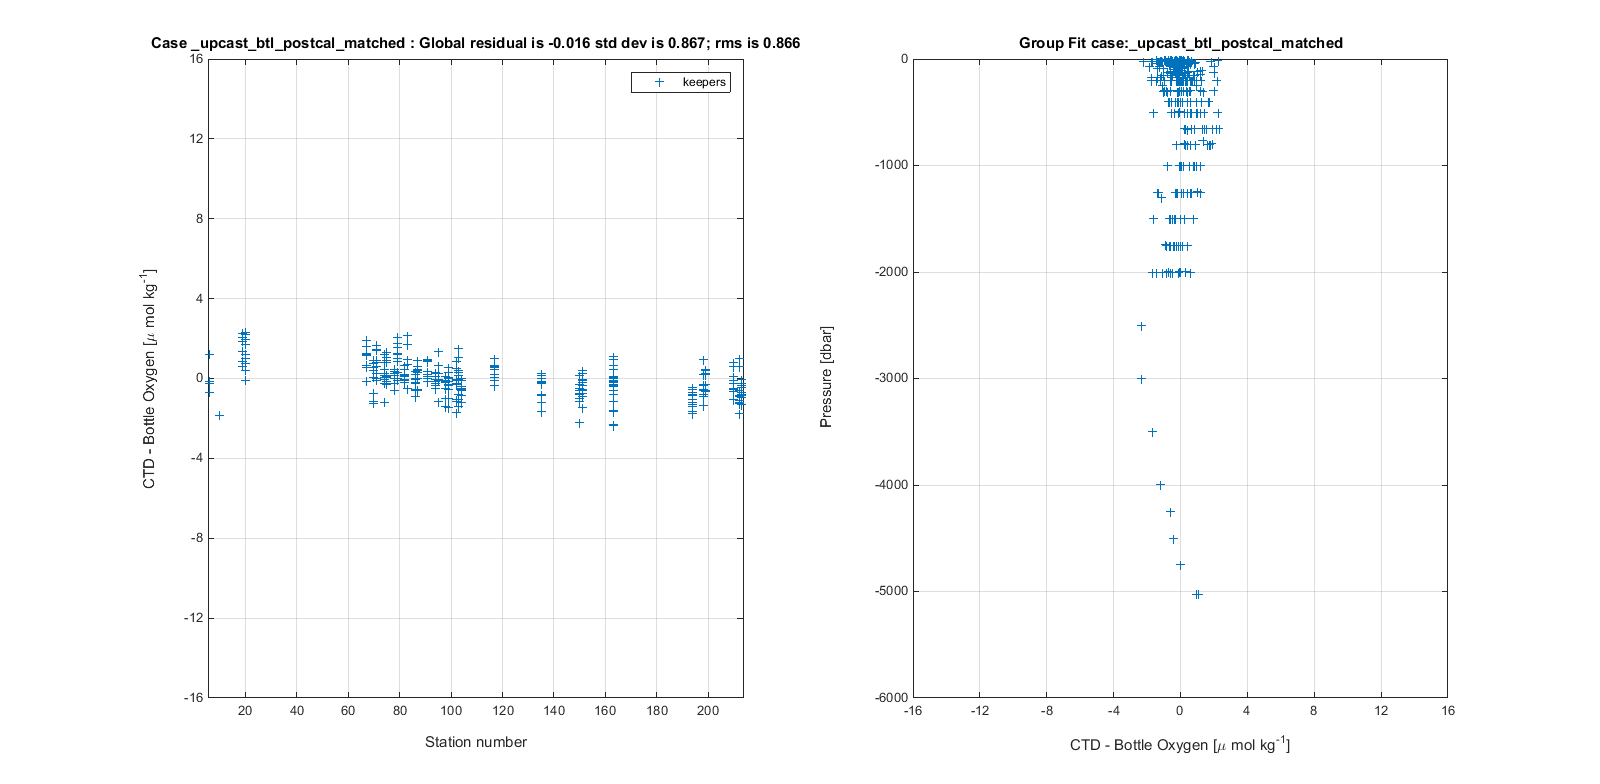 Case _upcast_btl_postcal_matched : Global residual is -0.016 std dev is 0.867; rms is 0.866
keepers
16
12
8
4
0
-4
-8
-12
-16
CTD - Bottle Oxygen [μ mol kg-1]
20 40 60 80 100 120 140 160 180 200
Station number
Group Fit case:_upcast_btl_postcal_matched
0
-1000
-2000
-3000
-4000
-5000
-6000
Pressure [dbar]
-16 -12 -8 -4 0 4 8 12 16
CTD - Bottle Oxygen [μ mol kg-1]